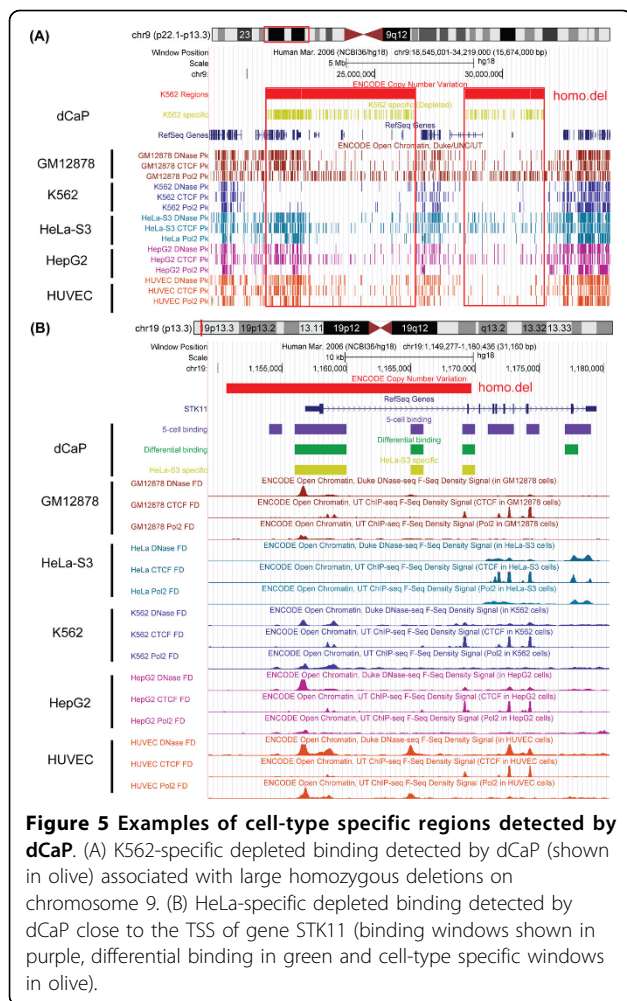 (A)
chr9 (p22.1-p13.3) 23 9q12
Window Position Human Mar. 2006 (NCBI36/hg18) chr9:18,545,001-34,219,000 (15,674,000 bp)
Scale 5 Mb hg18
chr9: 25,000,000 30,000,000
ENCODE Copy Number Variation
K562 Regions homo.del
K562 specific (Depleted)
dCaP K562 specific
RefSeq Genes
RefSeq Genes
ENCODE Open Chromatin, Duke/UNC/UT
GM12878 GM12878 DNase Pk
GM12878 CTCF Pk
GM12878 Pol2 Pk
K562 K562 DNase Pk
K562 CTCF Pk
K562 Pol2 Pk
HeLa-S3 HeLa-S3 DNase Pk
HeLa-S3 CTCF Pk
HeLa Pol2 Pk
HepG2 HepG2 DNase Pk
HepG2 CTCF Pk
HepG2 Pol2 Pk
HUVEC HUVEC DNase Pk
HUVEC CTCF Pk
HUVEC Pol2 Pk
(B)
chr19 (p13.3) 19p13.3 19p13.2 13.11 19p12 19q12 q13.2 13.32 13.33
Window Position Human Mar. 2006 (NCBI36/hg18) chr19:1,149,277-1,180,436 (31,160 bp)
Scale 10 kb hg18
chr19: 1,155,000 1,160,000 1,165,000 1,170,000 1,175,000 1,180,000
ENCODE Copy Number Variation
homo.del
RefSeq Genes
STK11
5-cell binding
5-cell binding
Differential binding
dCaP Differential binding
HeLa-S3 specific
HeLa-S3 specific
GM12878 GM12878 DNase FD ENCODE Open Chromatin, Duke DNase-seq F-Seq Density Signal (in GM12878 cells)
GM12878 CTCF FD ENCODE Open Chromatin, UT ChIP-seq F-Seq Density Signal (CTCF in GM12878 cells)
GM12878 Pol2 FD ENCODE Open Chromatin, UT ChIP-seq F-Seq Density Signal (Pol2 in GM12878 cells)
HeLa-S3 HeLa DNase FD ENCODE Open Chromatin, Duke DNase-seq F-Seq Density Signal (in HeLa-S3 cells)
HeLa CTCF FD ENCODE Open Chromatin, UT ChIP-seq F-Seq Density Signal (CTCF in HeLa-S3 cells)
HeLa Pol2 FD ENCODE Open Chromatin, UT ChIP-seq F-Seq Density Signal (Pol2 in HeLa-S3 cells)
K562 K562 DNase FD ENCODE Open Chromatin, Duke DNase-seq F-Seq Density Signal (in K562 cells)
K562 CTCF FD ENCODE Open Chromatin, UT ChIP-seq F-Seq Density Signal (CTCF in K562 cells)
K562 Pol2 FD ENCODE Open Chromatin, UT ChIP-seq F-Seq Density Signal (Pol2 in K562 cells)
HepG2 HepG2 DNase FD ENCODE Open Chromatin, Duke DNase-seq F-Seq Density Signal (in HepG2 cells)
HepG2 CTCF FD ENCODE Open Chromatin, UT ChIP-seq F-Seq Density Signal (CTCF in HepG2 cells)
HepG2 Pol2 FD ENCODE Open Chromatin, UT ChIP-seq F-Seq Density Signal (Pol2 in HepG2 cells)
HUVEC HUVEC DNase FD ENCODE Open Chromatin, Duke DNase-seq F-Seq Density Signal (in HUVEC cells)
HUVEC CTCF FD ENCODE Open Chromatin, UT ChIP-seq F-Seq Density Signal (CTCF in HUVEC cells)
HUVEC Pol2 FD ENCODE Open Chromatin, UT ChIP-seq F-Seq Density Signal (Pol2 in HUVEC cells)
Figure 5 Examples of cell-type specific regions detected by
dCaP. (A) K562-specific depleted binding detected by dCaP (shown
in olive) associated with large homozygous deletions on
chromosome 9. (B) HeLa-specific depleted binding detected by
dCaP close to the TSS of gene STK11 (binding windows shown in
purple, differential binding in green and cell-type specific windows
in olive).